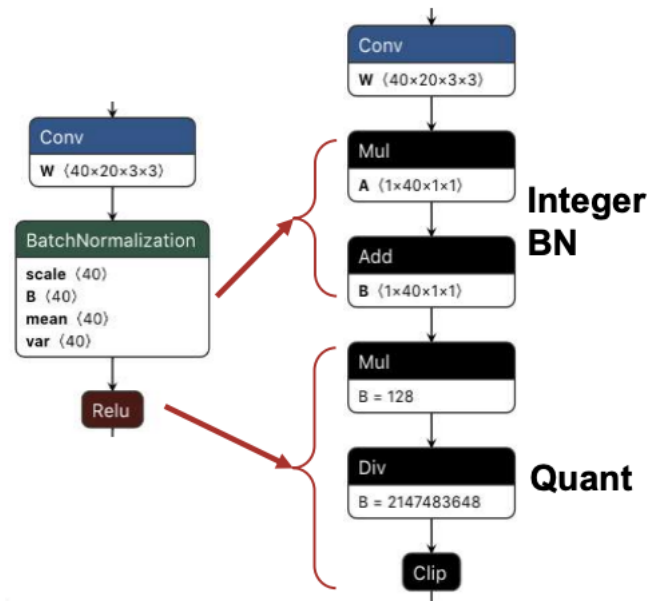 Conv
W ⟨40×20×3×3⟩
BatchNormalization
scale ⟨40⟩
B ⟨40⟩
mean ⟨40⟩
var ⟨40⟩
Relu
Conv
W ⟨40×20×3×3⟩
Mul
A ⟨1×40×1×1⟩
Add
B ⟨1×40×1×1⟩
Integer
BN
Mul
B = 128
Div
B = 2147483648
Clip
Quant